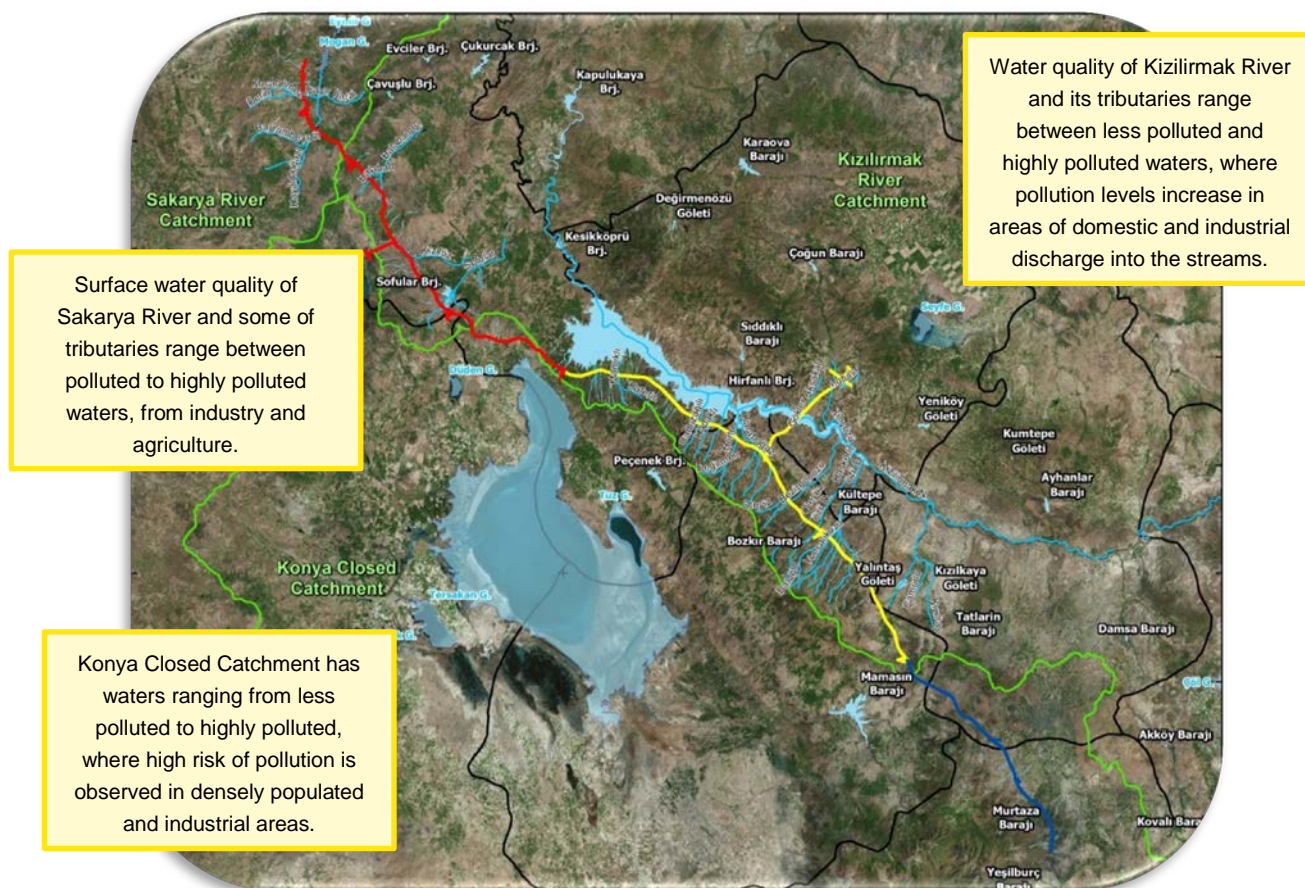 Eymir G
Mogan G.
Evciler Brj.
Çukurcak Brj.
Çavuşlu Brj.
Kapulukaya
Brj.
Karaova
Barajı
Kızılırmak
River
Catchment
Water quality of Kizilirmak River
and its tributaries range
between less polluted and
highly polluted waters, where
pollution levels increase in
areas of domestic and industrial
discharge into the streams.
Sakarya River
Catchment
Değirmenözü
Göleti
Kesikköprü
Brj.
Çoğun Barajı
Surface water quality of
Sakarya River and some of
tributaries range between
polluted to highly polluted
waters, from industry and
agriculture.
Sofular Brj.
Seyfe G.
Sıddıklı
Barajı
Düden G.
Hirfanlı Brj.
Yeniköy
Göleti
Kumtepe
Göleti
Peçenek Brj.
Tuz G.
Ayhanlar
Barajı
Kültepe
Barajı
Bozkır Barajı
Yalıntaş
Göleti
Kızılkaya
Göleti
Konya Closed
Catchment
Tersakan G.
Tatlarin
Barajı
Damsa Barajı
Konya Closed Catchment has
waters ranging from less
polluted to highly polluted,
where high risk of pollution is
observed in densely populated
and industrial areas.
Mamasın
Barajı
Çöl G.
Akköy Barajı
Murtaza
Barajı
Kovalı Bara
Yeşilburç
Barajı